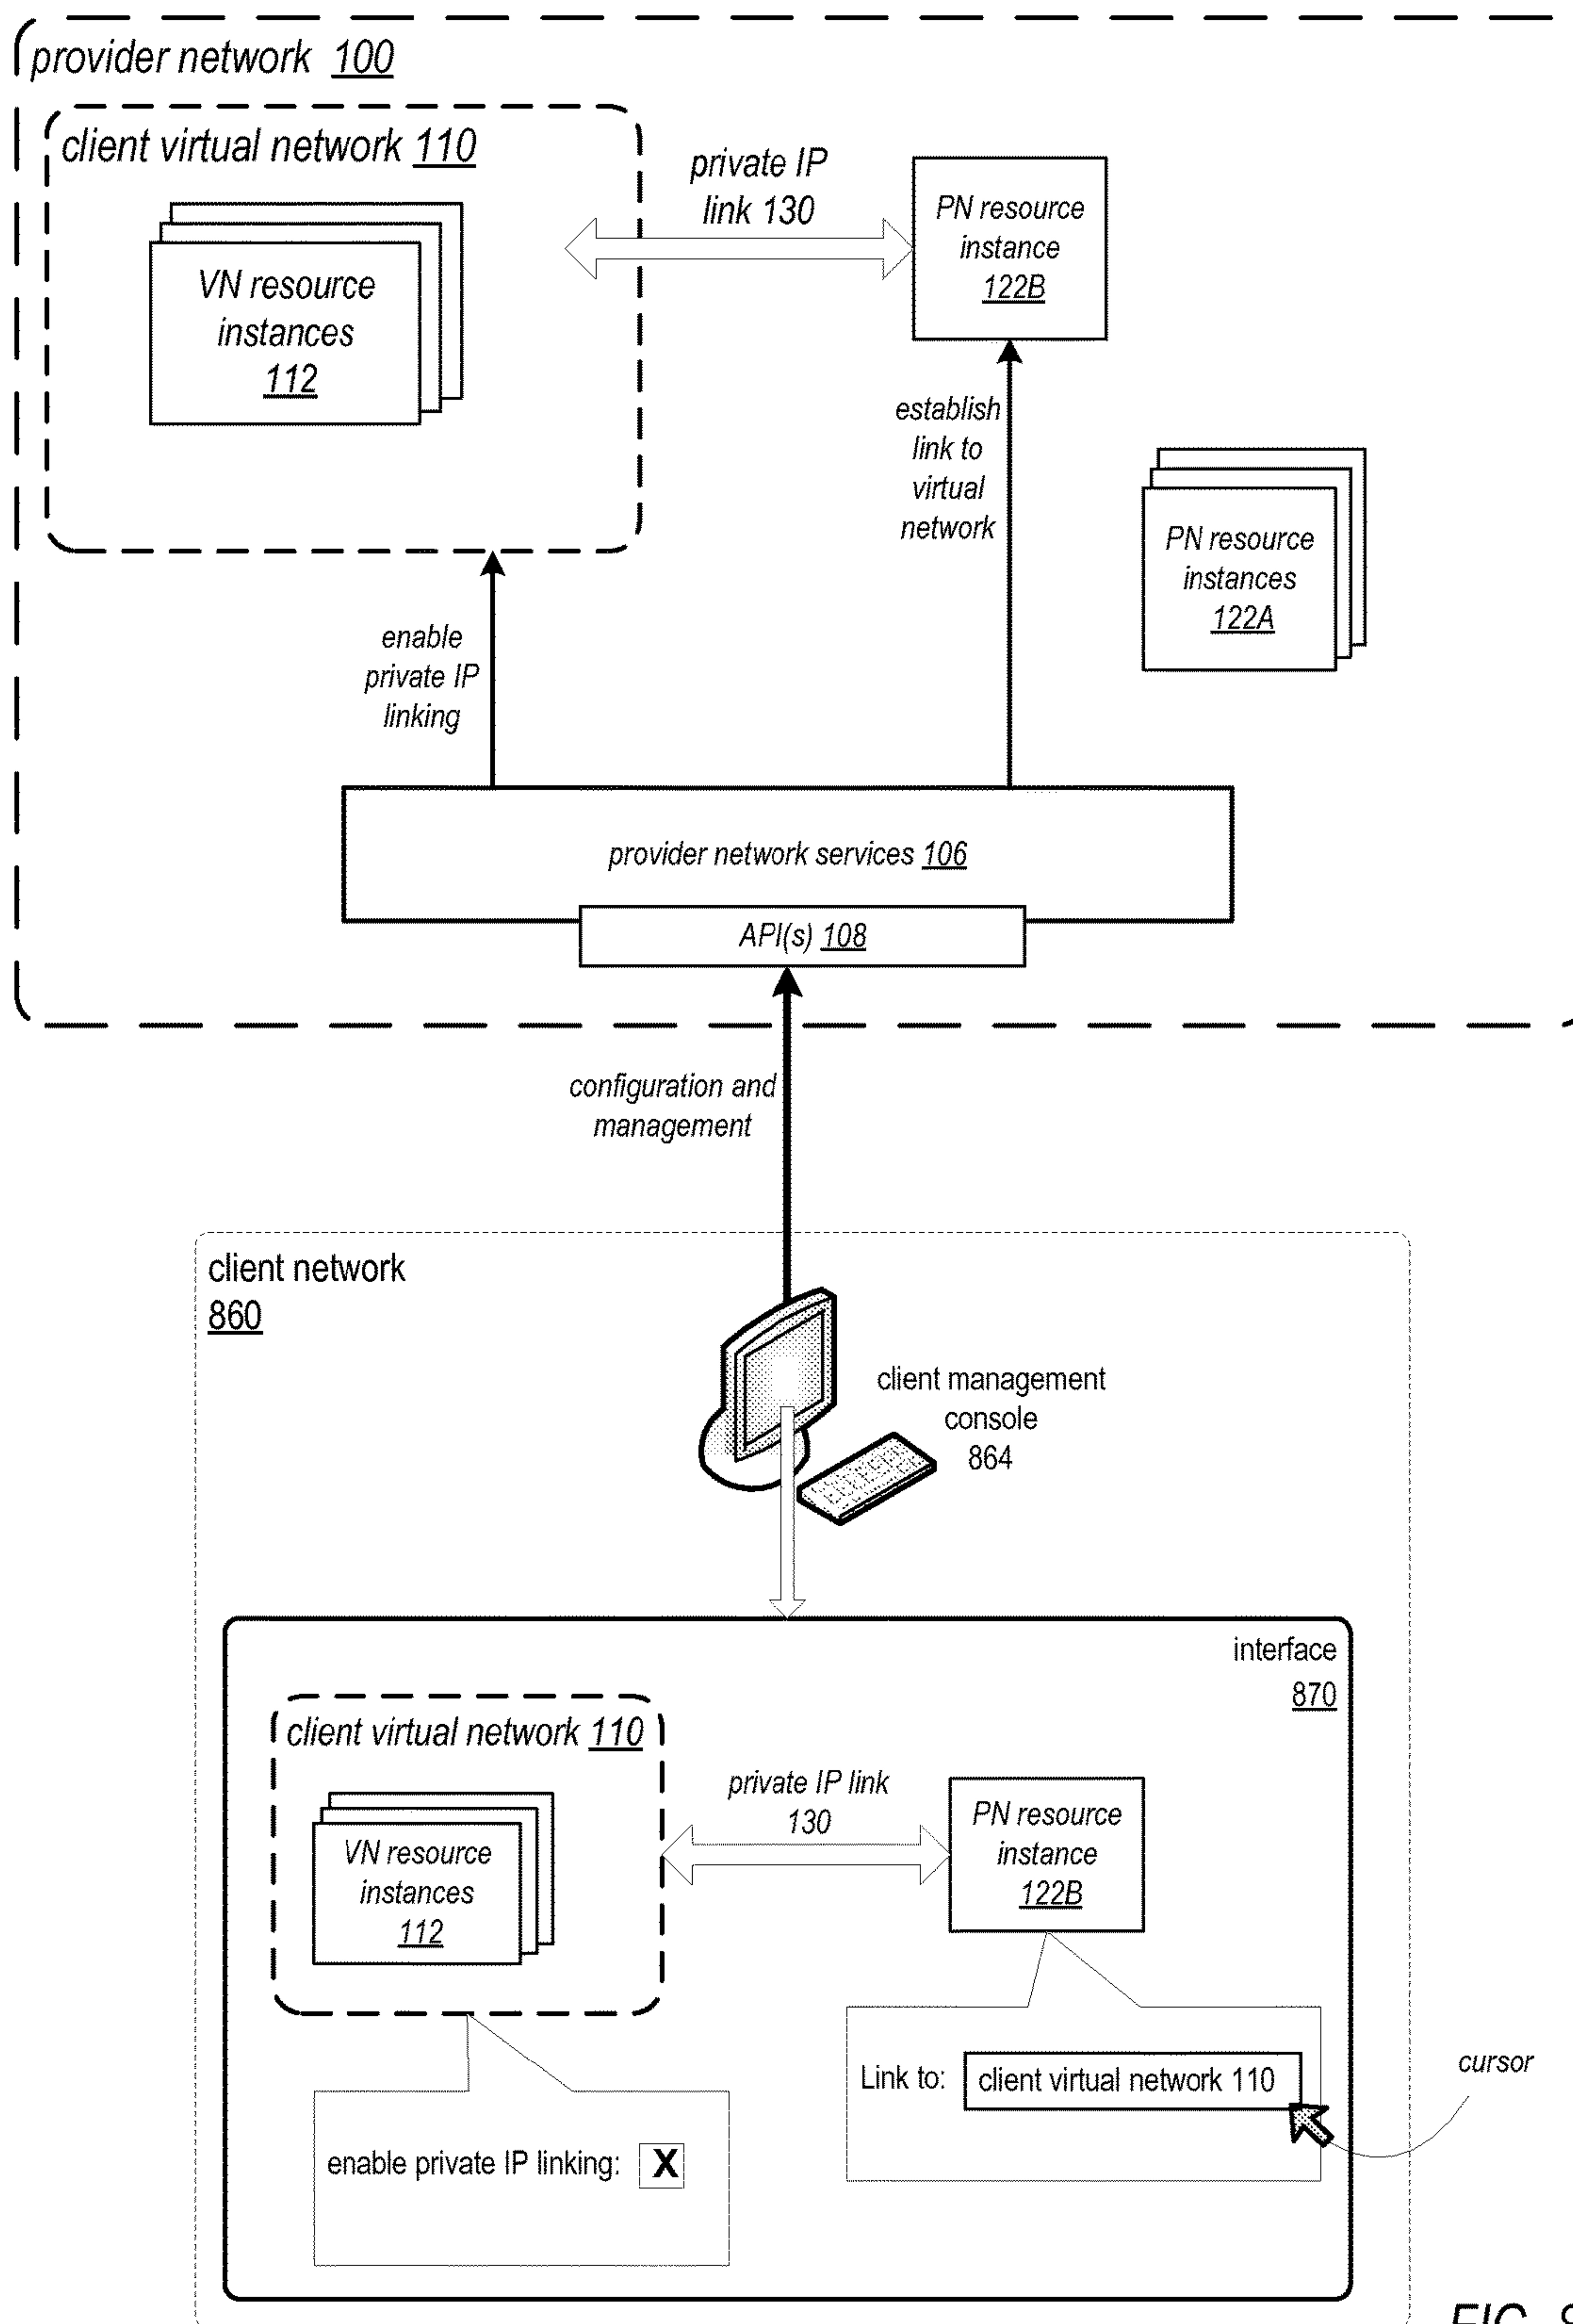 provider network 100
client virtual network 110
private IP
link 130
PN resource
instance
122B
VN resource
instances
112
establish
link to
virtual
network
PN resource
instances
122A
enable
private IP
linking
provider network services 106
API(s) 108
configuration and
management
client network
860
client management
console
864
interface
870
client virtual network 110
private IP link
130
PN resource
instance
122B
VN resource
instances
112
cursor
Link to: client virtual network 110
enable private IP linking: X
FIG. 8